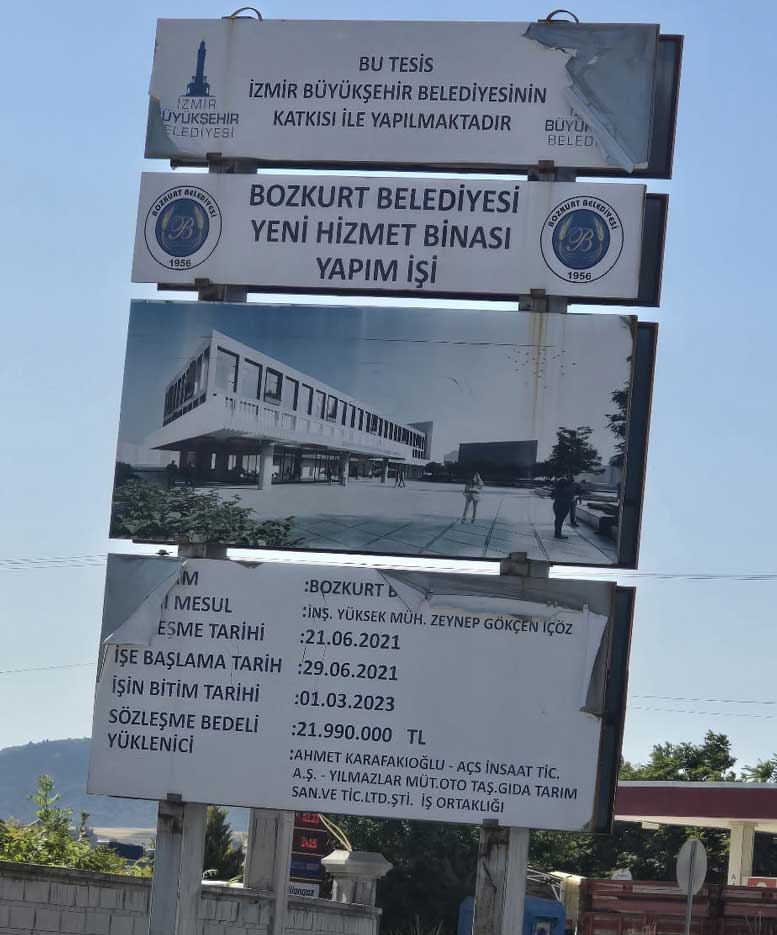 BU TESİS
İZMİR BÜYÜKŞEHİR BELEDİYESİNİN
KATKISI İLE YAPILMAKTADIR
İZMİR
BÜYÜKŞEHİR
BELEDİYESİ
BÜYÜK
BELEDİ
BOZKURT BELEDİYESİ
YENİ HİZMET BİNASI
YAPIM İŞİ
BOZKURT BELEDİYESİ
B
1956
BOZKURT BELEDİYESİ
B
1956
:BOZKURT B
MESUL :İNŞ. YÜKSEK MÜH. ZEYNEP GÖKÇEN İÇÖZ
EŞME TARİHİ :21.06.2021
İŞE BAŞLAMA TARİH :29.06.2021
İŞİN BİTİM TARİHİ :01.03.2023
SÖZLEŞME BEDELİ :21.990.000 TL
YÜKLENİCİ :AHMET KARAFAKIOĞLU - AÇS İNSAAT TİC.
A.Ş. - YILMAZLAR MÜT.OTO TAŞ.GIDA TARIM
SAN.VE TİC.LTD.ŞTİ. İŞ ORTAKLIĞI